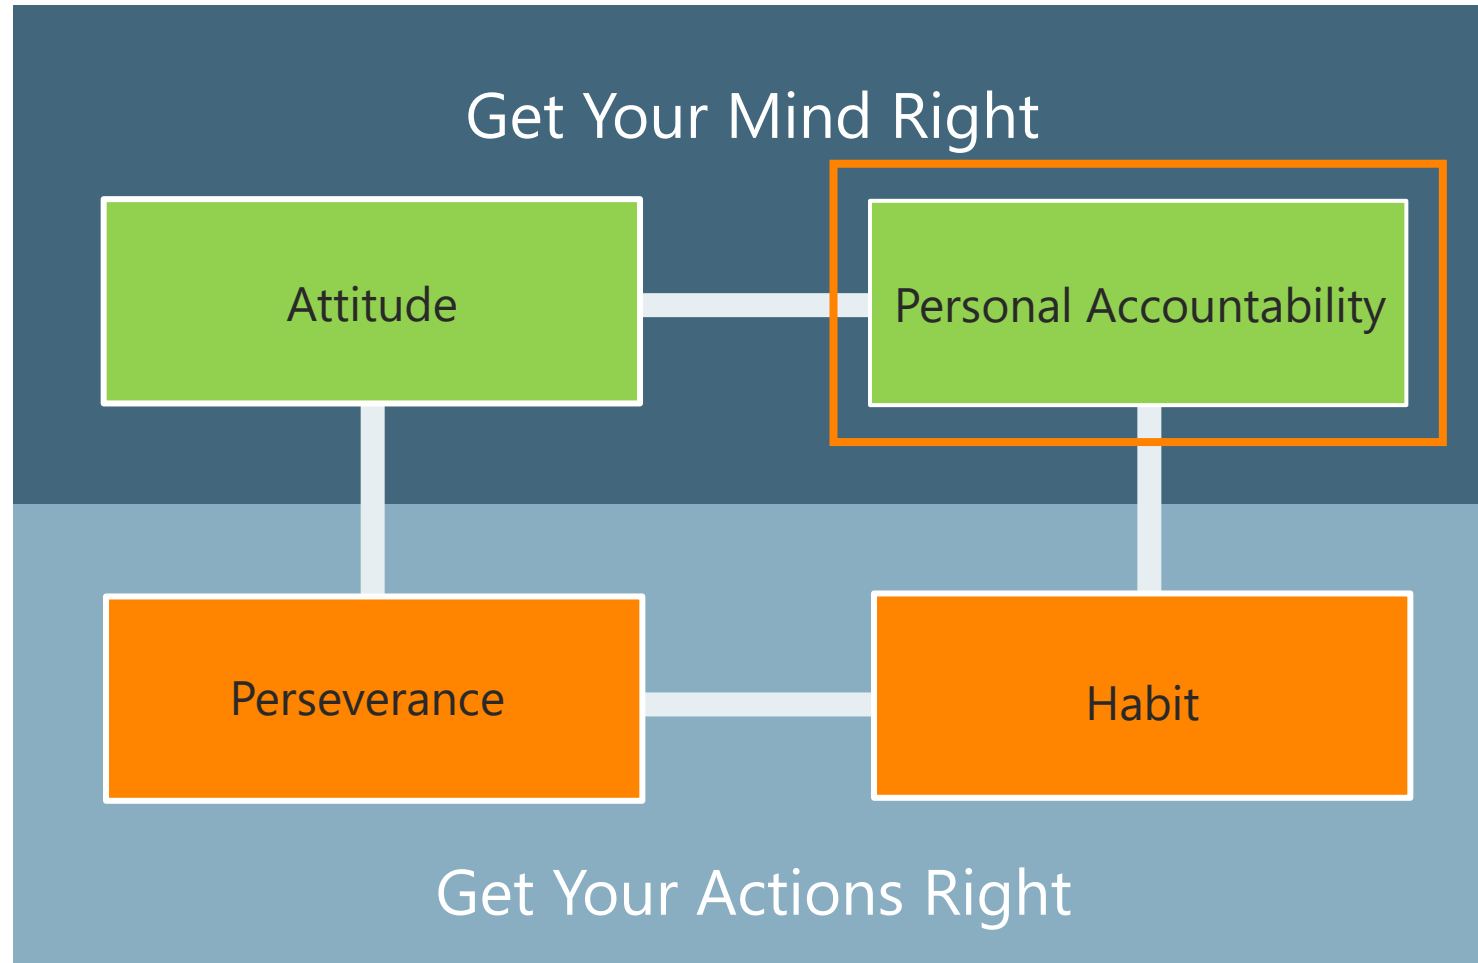 Get Your Mind Right
Attitude
Personal Accountability
Perseverance
Habit
Get Your Actions Right